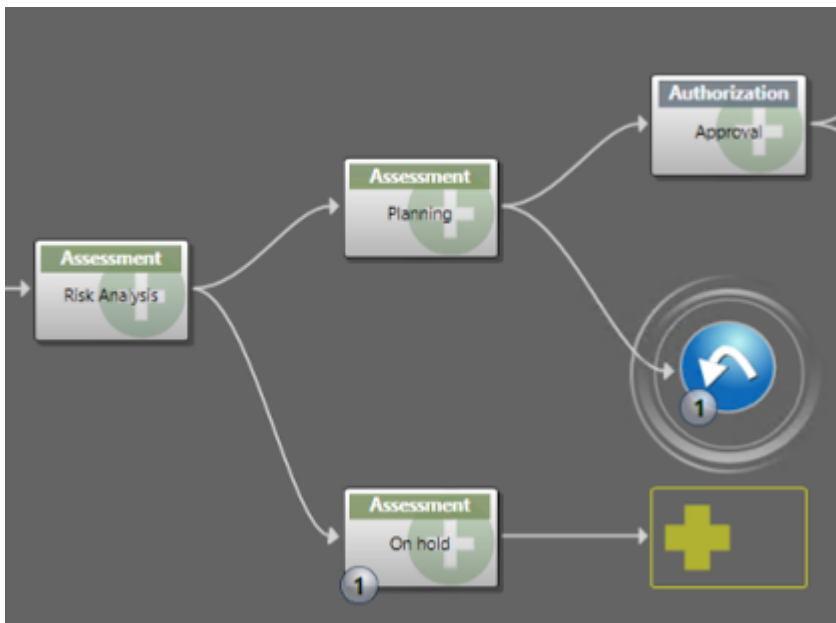 Authorization
Approval
Assessment
Planning
Assessment
Risk Analysis
1
Assessment
On hold
1